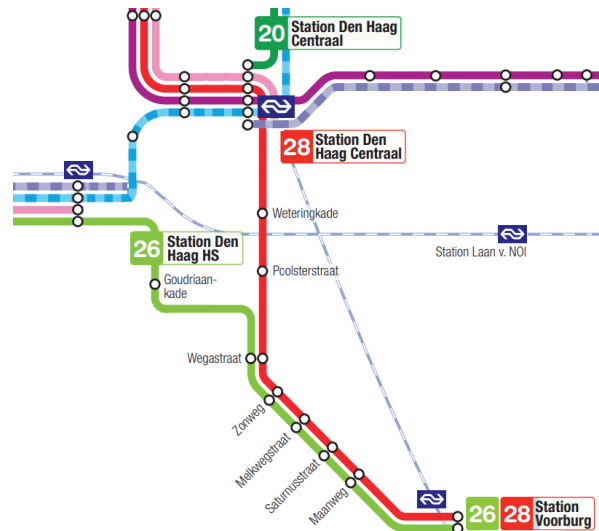 20 Station Den Haag
Centraal
28 Station Den
Haag Centraal
Weteringkade
26 Station Den
Haag HS
Station Laan v. NOI
Goudriaan-
kade
Poolsterstraat
Wegastraat
Zonweg
Melkwegstraat
Saturnusstraat
Maanweg
26 28 Station
Voorburg